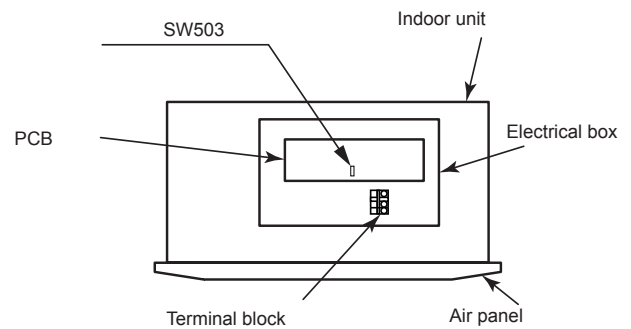 Indoor unit
SW503
Electrical box
PCB
Terminal block
Air panel